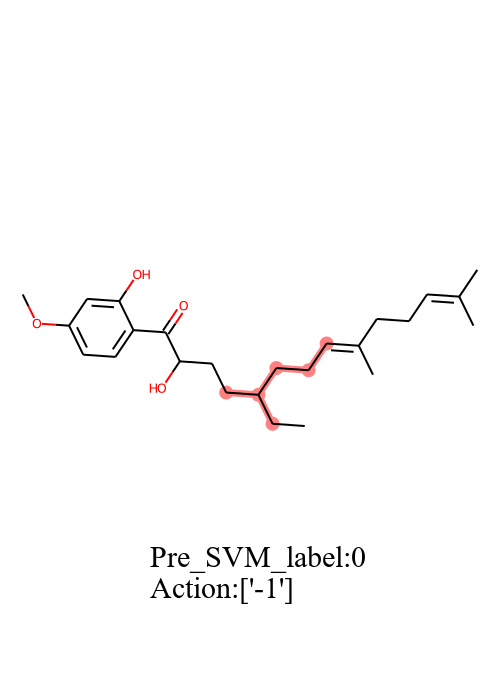 OH
O
O
HO
Pre_SVM_label:0
Action:['-1']